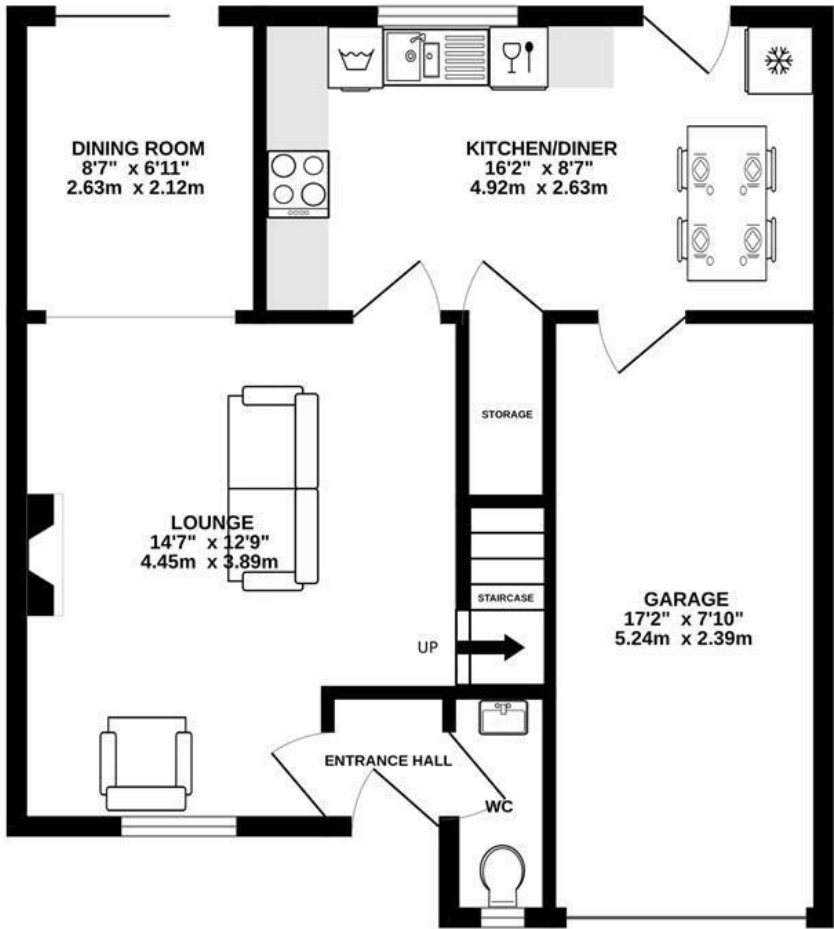 DINING ROOM
8'7" x 6'11"
2.63m x 2.12m
KITCHEN/DINER
16'2" x 8'7"
4.92m x 2.63m
STORAGE
LOUNGE
14'7" x 12'9"
4.45m x 3.89m
STAIRCASE
UP
GARAGE
17'2" x 7'10"
5.24m x 2.39m
ENTRANCE HALL
WC